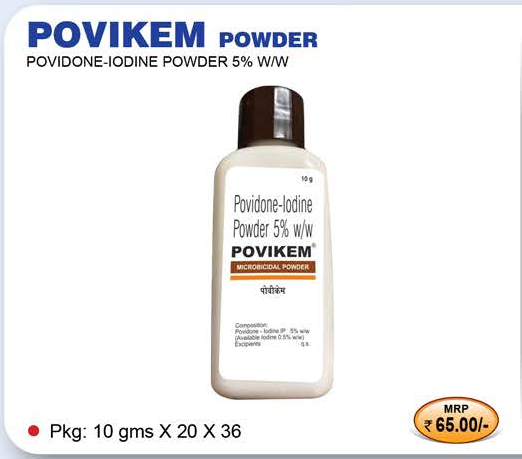 POVIKEM POWDER
POVIDONE-IODINE POWDER 5% W/W
10 g
Povidone-Iodine
Powder 5% w/w
POVIKEM®
MICROBICIDAL POWDER
पोवीकेम
Composition:
Povidone - Iodine IP 5% w/w
(Available Iodine 0.5% w/w)
Excipients q.s.
Pkg: 10 gms X 20 X 36
MRP
₹ 65.00/-